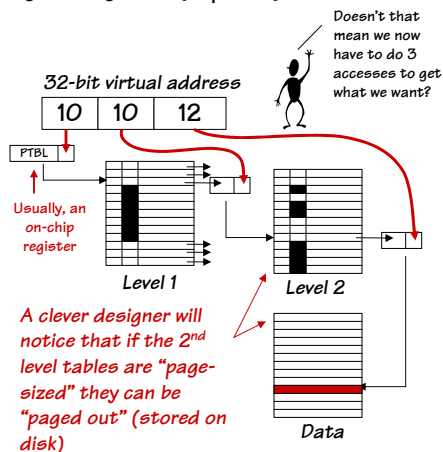 Doesn't that
mean we now
have to do 3
accesses to get
what we want?
32-bit virtual address
10 10 12
PTBL
Usually, an
on-chip
register
Level 1
Level 2
A clever designer will
notice that if the 2nd
level tables are "page-
sized" they can be
"paged out" (stored on
disk)
Data